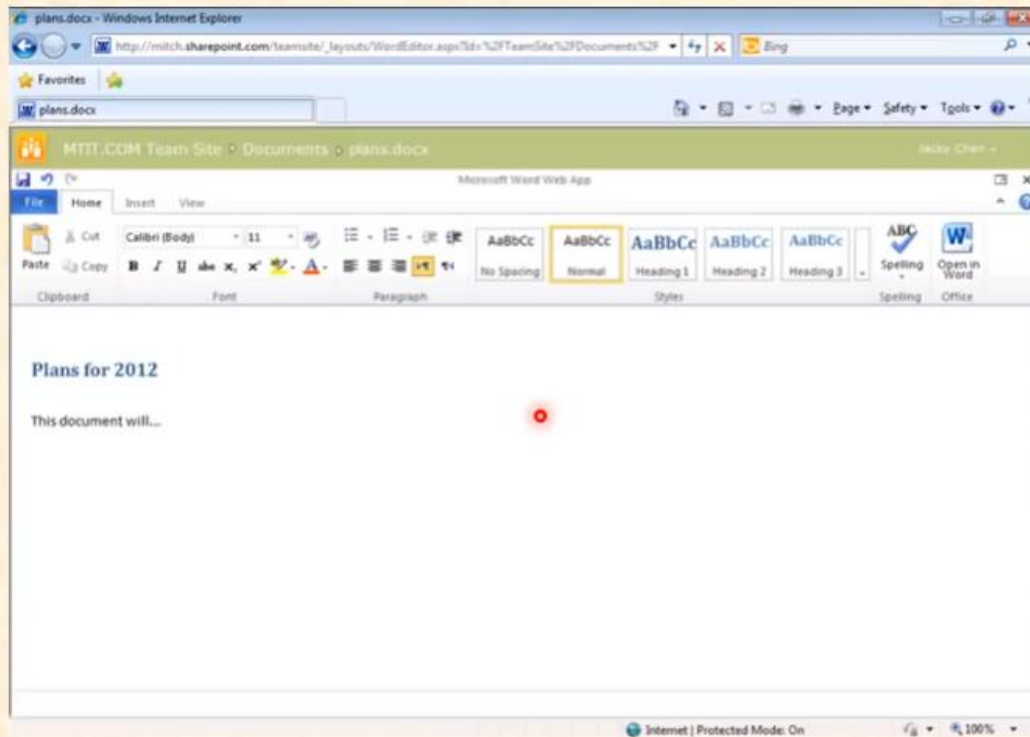 plans.docx - Windows Internet Explorer
http://mitch.sharepoint.com/teamsite/_layouts/WordEditor.aspx?id=%2FTeamSite%2FDocuments%2F Bing
Favorites
plans.docx Page Safety Tools
MTIT.COM Team Site Documents plans.docx Jacky Chen
Microsoft Word Web App
File Home Insert View
Paste Cut Copy
Calibri (Body) 11
B I U abc x, x² A
AaBbCc AaBbCc AaBbCc AaBbCc AaBbCc
No Spacing Normal Heading 1 Heading 2 Heading 3
ABC Spelling Open in Word
Clipboard Font Paragraph Styles Spelling Office
Plans for 2012
This document will...
Internet | Protected Mode: On 100%